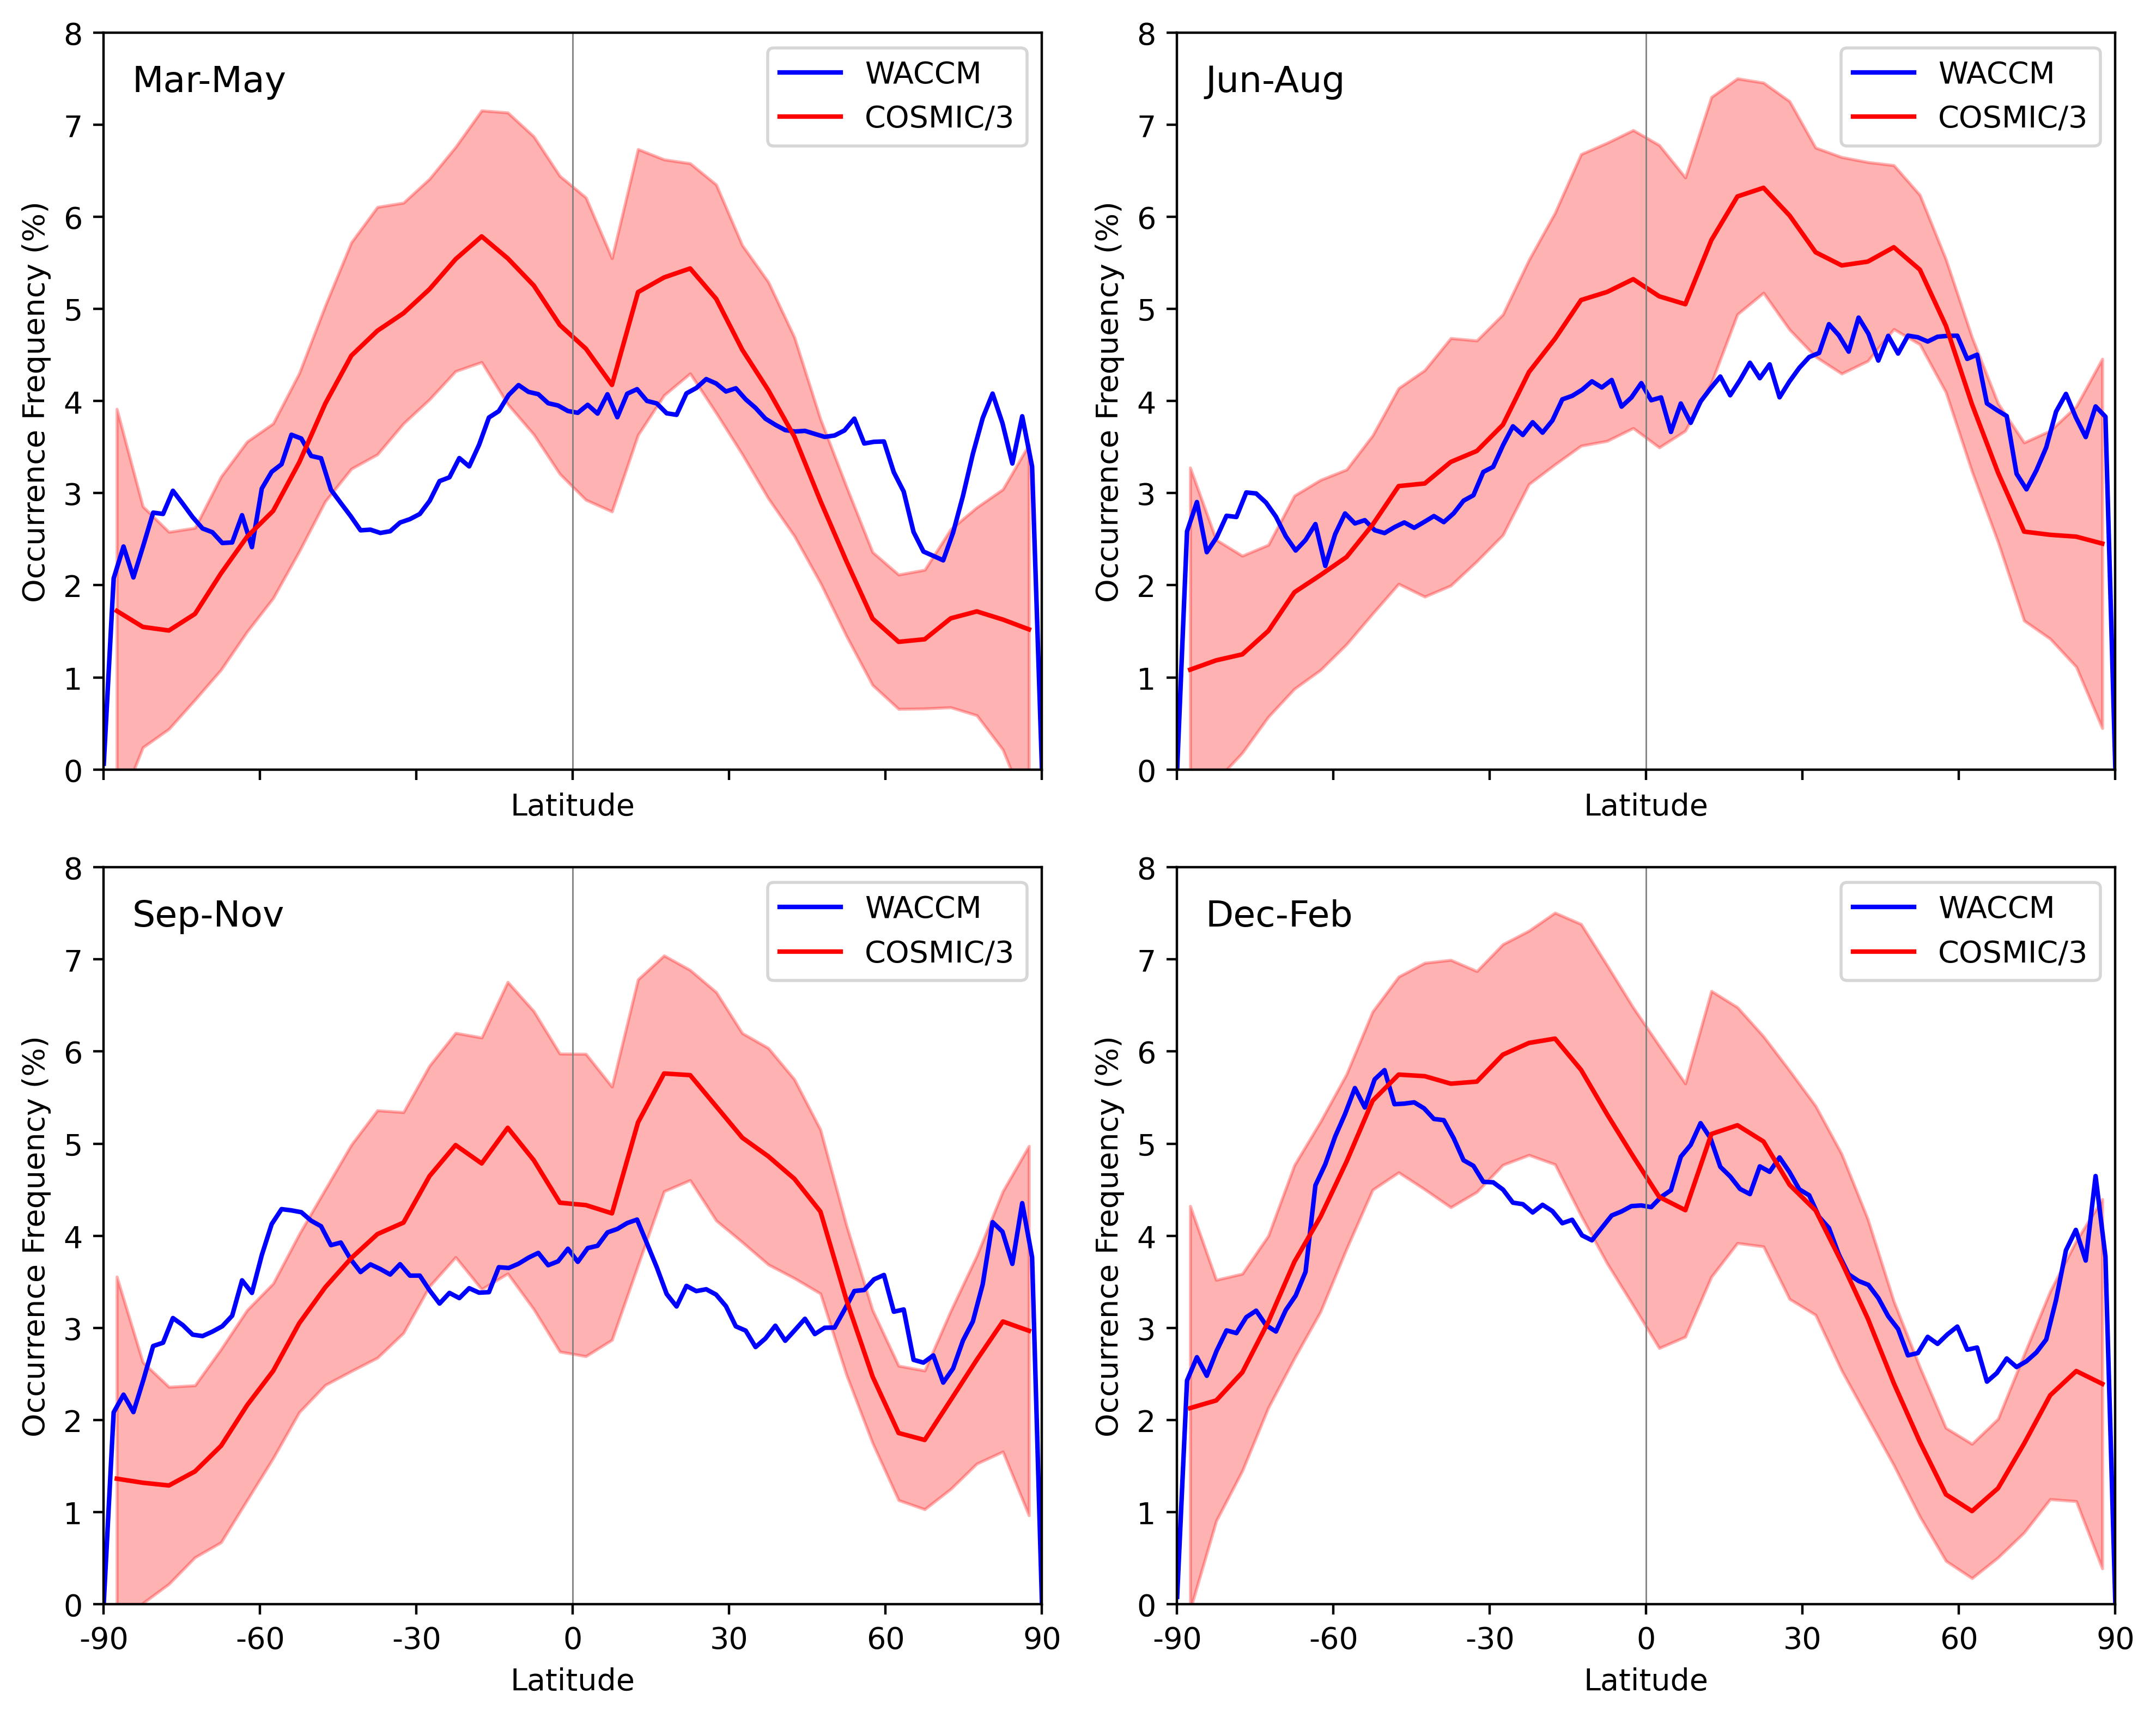 Mar-May
WACCM
COSMIC/3
Occurrence Frequency (%)
8
7
6
5
4
3
2
1
0
Latitude
Jun-Aug
WACCM
COSMIC/3
Occurrence Frequency (%)
8
7
6
5
4
3
2
1
0
Latitude
Sep-Nov
WACCM
COSMIC/3
Occurrence Frequency (%)
8
7
6
5
4
3
2
1
0
-90 -60 -30 0 30 60 90
Latitude
Dec-Feb
WACCM
COSMIC/3
Occurrence Frequency (%)
8
7
6
5
4
3
2
1
0
-90 -60 -30 0 30 60 90
Latitude